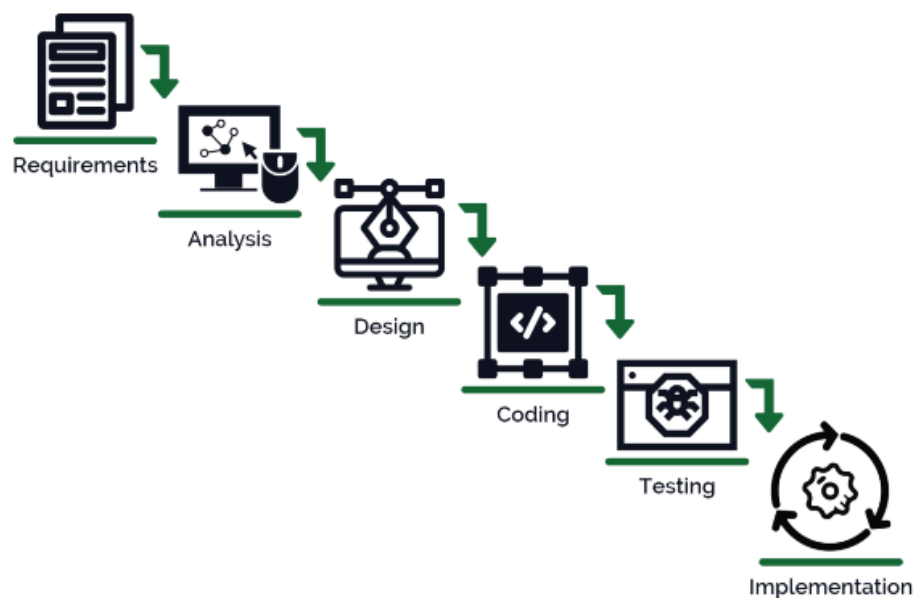 Requirements
Analysis
Design
</>
Coding
Testing
Implementation